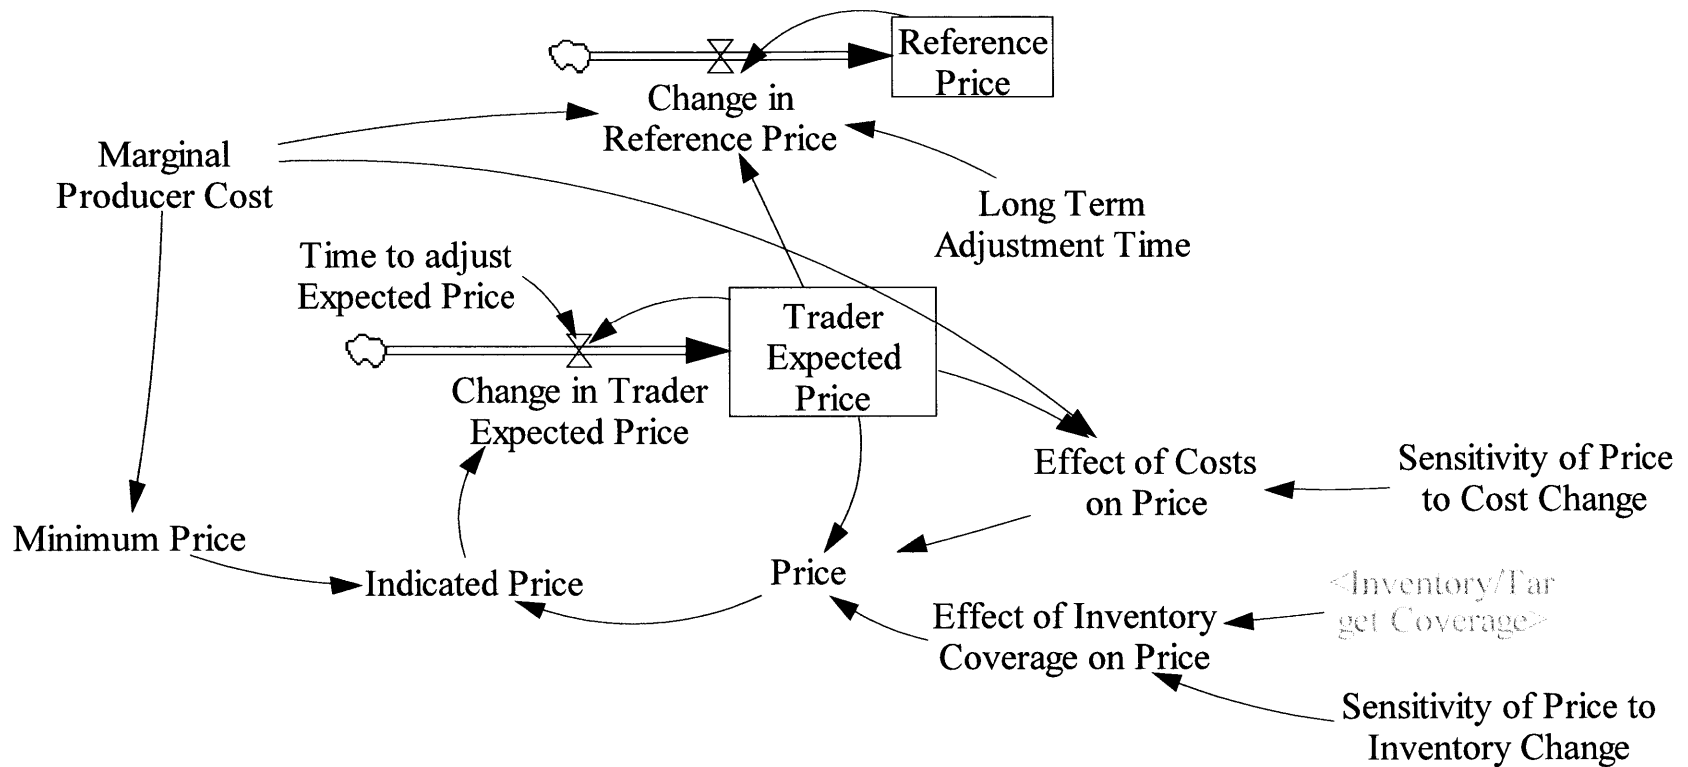 Reference
Price
Change in
Reference Price
Marginal
Producer Cost
Long Term
Adjustment Time
Time to adjust
Expected Price
Trader
Expected
Price
Change in Trader
Expected Price
Effect of Costs
on Price
Sensitivity of Price
to Cost Change
Minimum Price
Indicated Price
Price
<Inventory/Tar
get Coverage>
Effect of Inventory
Coverage on Price
Sensitivity of Price to
Inventory Change